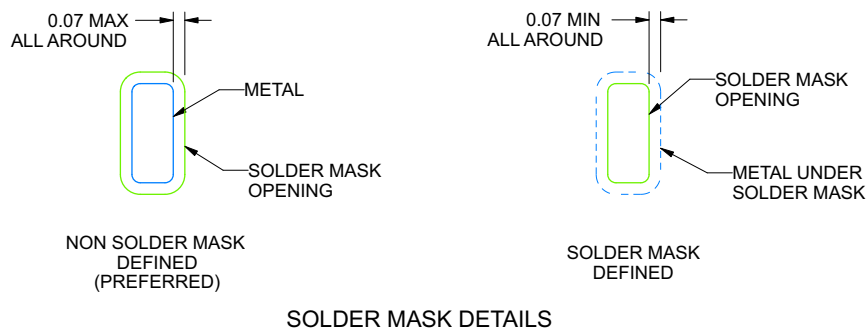 0.07 MAX
ALL AROUND
METAL
SOLDER MASK
OPENING
NON SOLDER MASK
DEFINED
(PREFERRED)
0.07 MIN
ALL AROUND
SOLDER MASK
OPENING
METAL UNDER
SOLDER MASK
SOLDER MASK
DEFINED
SOLDER MASK DETAILS